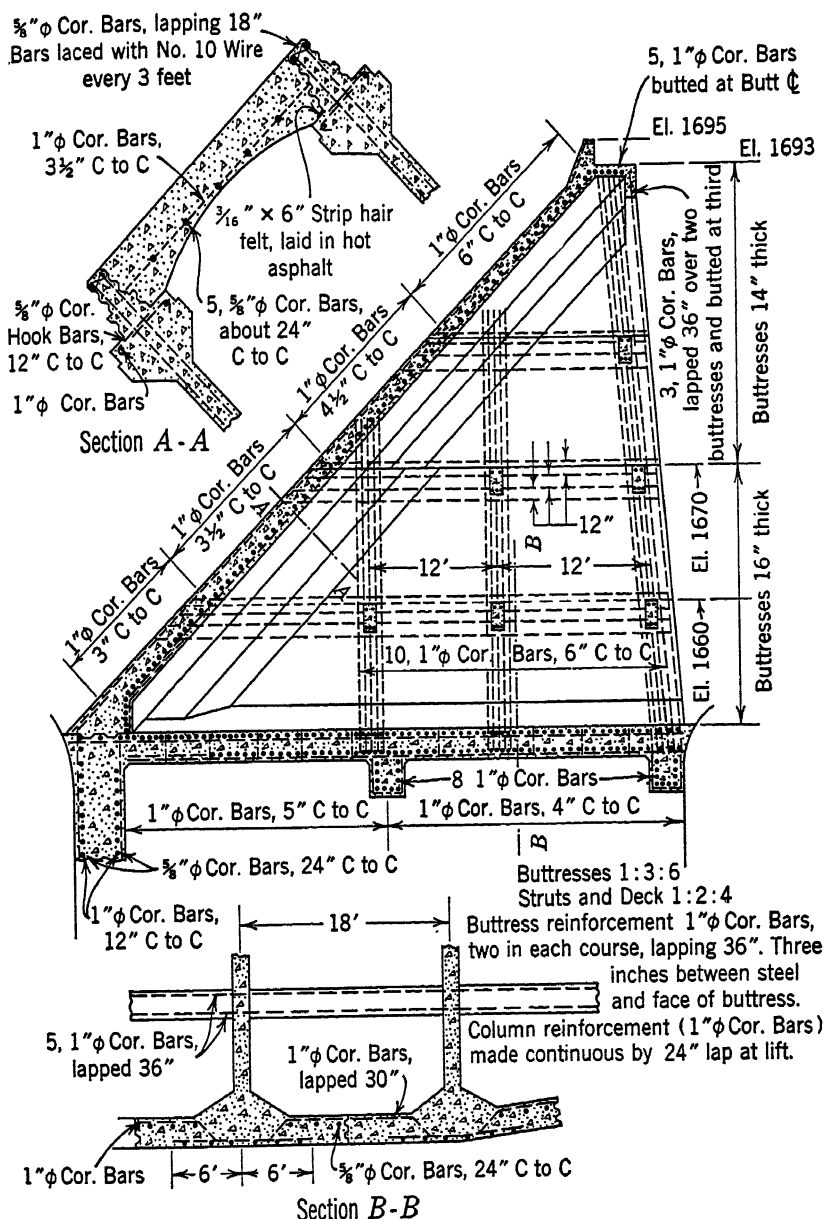 ⅝"φ Cor. Bars, lapping 18"
Bars laced with No. 10 Wire
every 3 feet
1"φ Cor. Bars,
3½" C to C
3/16" × 6" Strip hair
felt, laid in hot
asphalt
⅝"φ Cor.
Hook Bars,
12" C to C
1"φ Cor. Bars
5, ⅝"φ Cor. Bars,
about 24"
C to C
Section A-A
5, 1"φ Cor. Bars
butted at Butt ℄
El. 1695
El. 1693
1"φ Cor. Bars
6" C to C
1"φ Cor. Bars
4½" C to C
1"φ Cor. Bars
3½" C to C
1"φ Cor. Bars
3" C to C
A
A
3, 1"φ Cor. Bars,
lapped 36" over two
buttresses and butted at third
Buttresses 14" thick
Buttresses 16" thick
El. 1670
El. 1660
12"
B
12'
12'
10, 1"φ Cor. Bars, 6" C to C
8 1"φ Cor. Bars
1"φ Cor. Bars, 5" C to C
1"φ Cor. Bars, 4" C to C
⅝"φ Cor. Bars, 24" C to C
1"φ Cor. Bars,
12" C to C
B
Buttresses 1:3:6
Struts and Deck 1:2:4
Buttress reinforcement 1"φ Cor. Bars,
two in each course, lapping 36". Three
inches between steel
and face of buttress.
Column reinforcement (1"φ Cor. Bars)
made continuous by 24" lap at lift.
18'
5, 1"φ Cor. Bars,
lapped 36"
1"φ Cor. Bars,
lapped 30"
1"φ Cor. Bars
6'
6'
⅝"φ Cor. Bars, 24" C to C
Section B-B